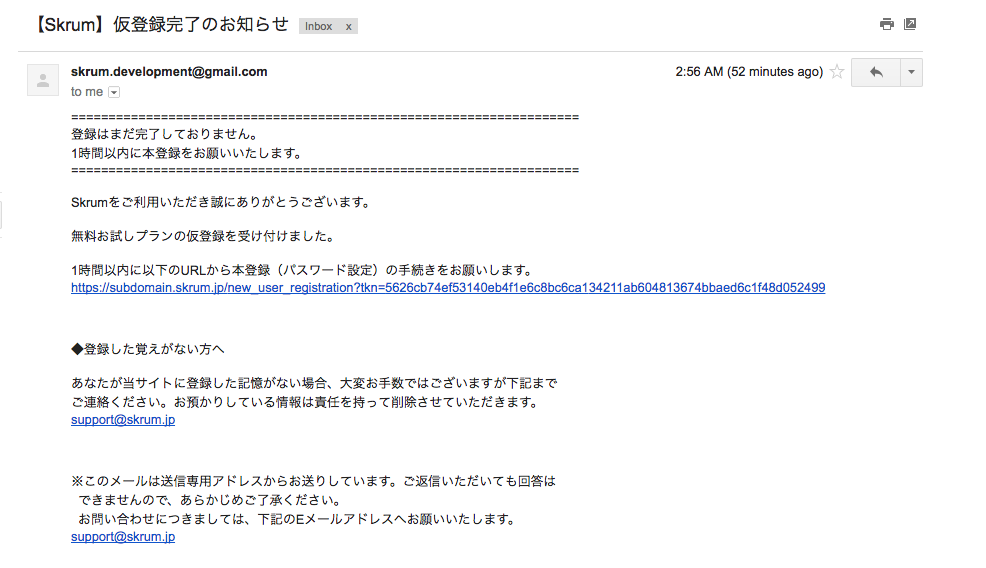 【Skrum】仮登録完了のお知らせ Inbox x
skrum.development@gmail.com 2:56 AM (52 minutes ago)
to me
====================================================================
登録はまだ完了しておりません。
1時間以内に本登録をお願いいたします。
====================================================================
Skrumをご利用いただき誠にありがとうございます。
無料お試しプランの仮登録を受け付けました。
1時間以内に以下のURLから本登録（パスワード設定）の手続きをお願いします。
https://subdomain.skrum.jp/new_user_registration?tkn=5626cb74ef53140eb4f1e6c8bc6ca134211ab604813674bbaed6c1f48d052499
◆登録した覚えがない方へ
あなたが当サイトに登録した記憶がない場合、大変お手数ではございますが下記まで
ご連絡ください。お預かりしている情報は責任を持って削除させていただきます。
support@skrum.jp
※このメールは送信専用アドレスからお送りしています。ご返信いただいても回答は
できませんので、あらかじめご了承ください。
お問い合わせにつきましては、下記のEメールアドレスへお願いいたします。
support@skrum.jp